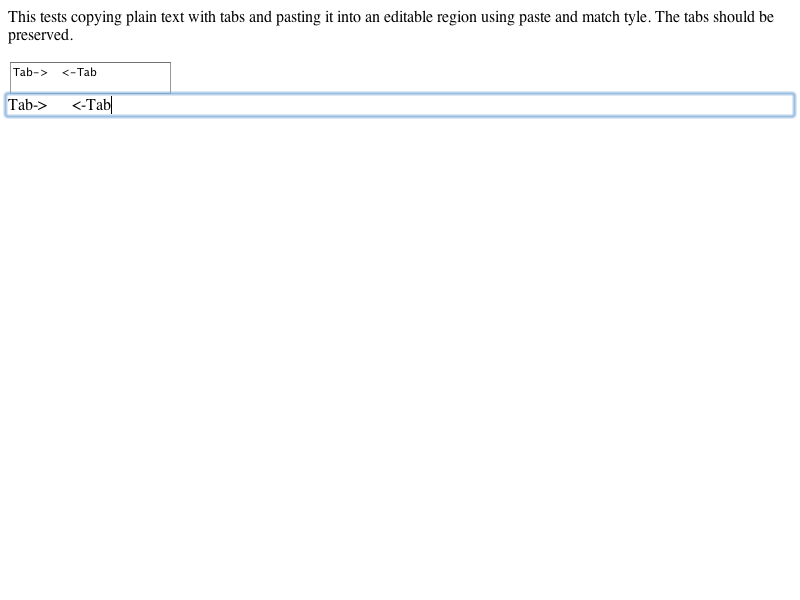 This tests copying plain text with tabs and pasting it into an editable region using paste and match tyle. The tabs should be
preserved.
Tab->	<-Tab
Tab->	<-Tab